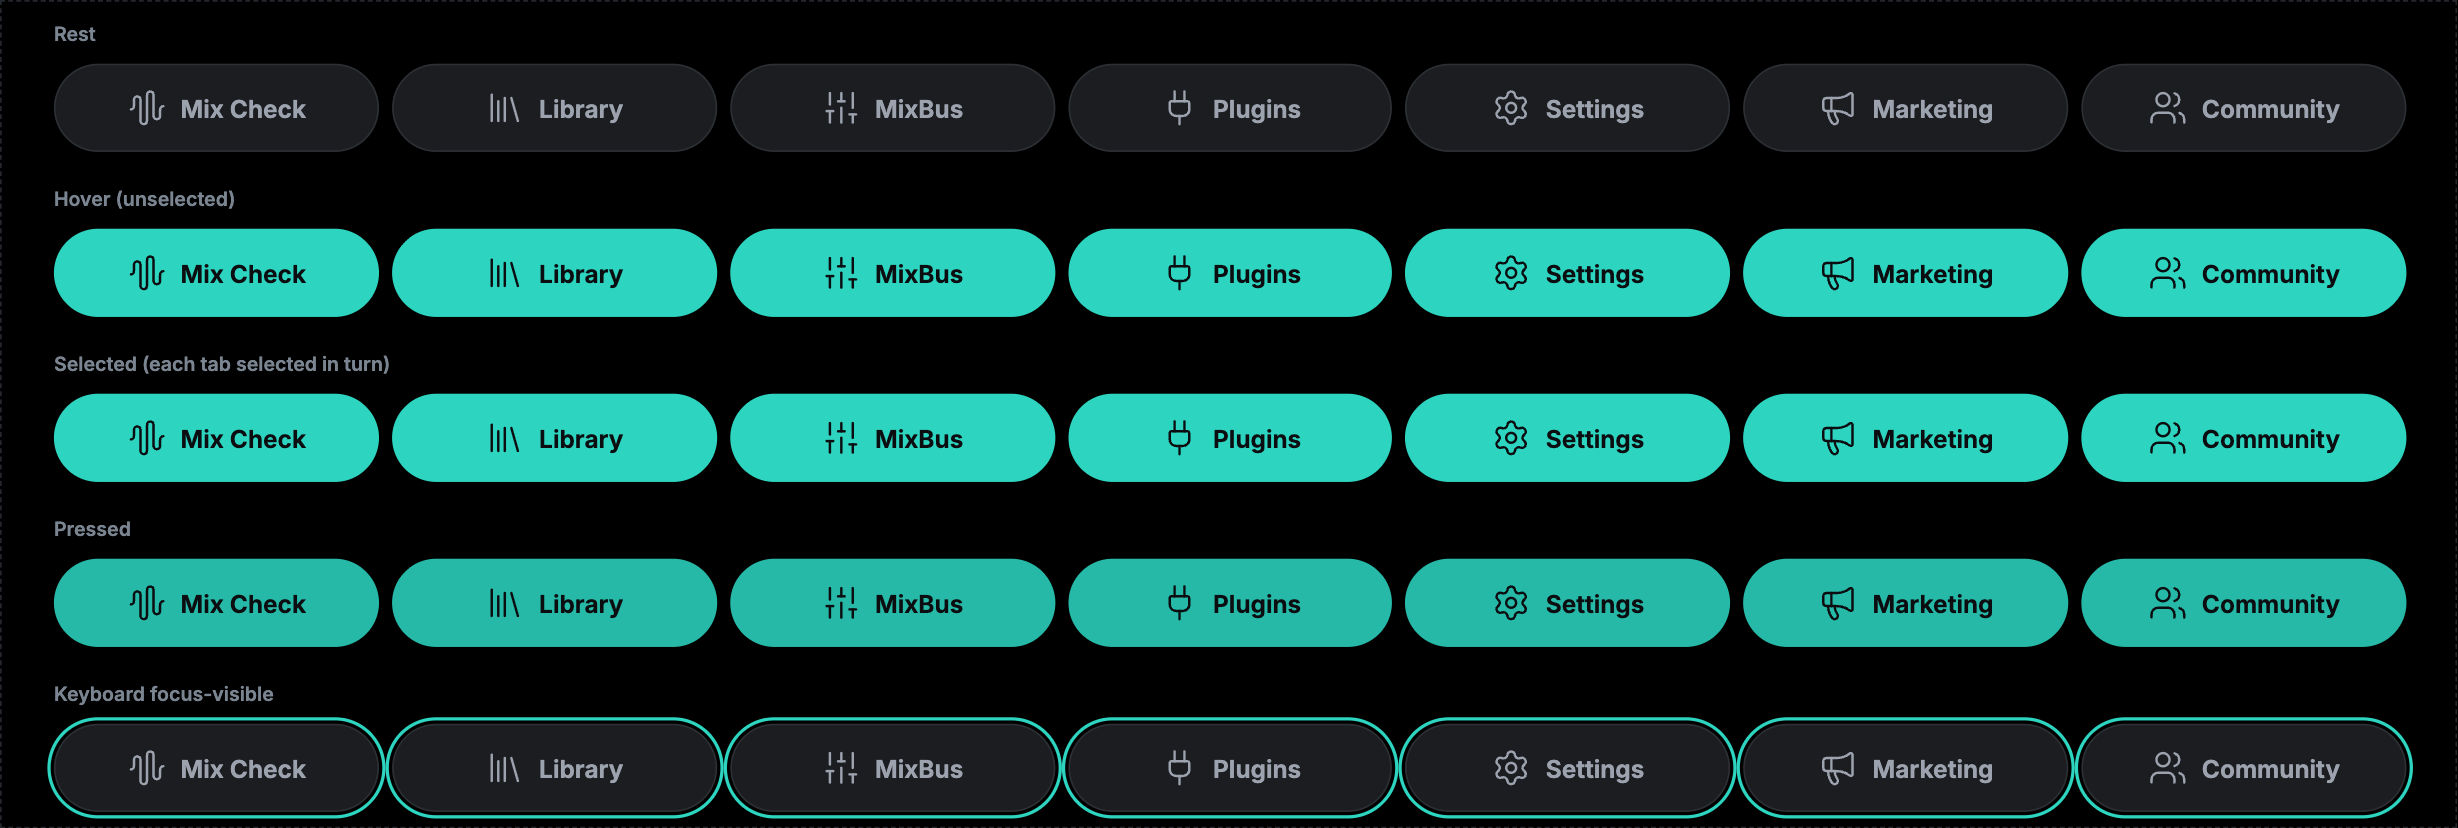 Rest
Mix Check Library MixBus Plugins Settings Marketing Community
Hover (unselected)
Mix Check Library MixBus Plugins Settings Marketing Community
Selected (each tab selected in turn)
Mix Check Library MixBus Plugins Settings Marketing Community
Pressed
Mix Check Library MixBus Plugins Settings Marketing Community
Keyboard focus-visible
Mix Check Library MixBus Plugins Settings Marketing Community